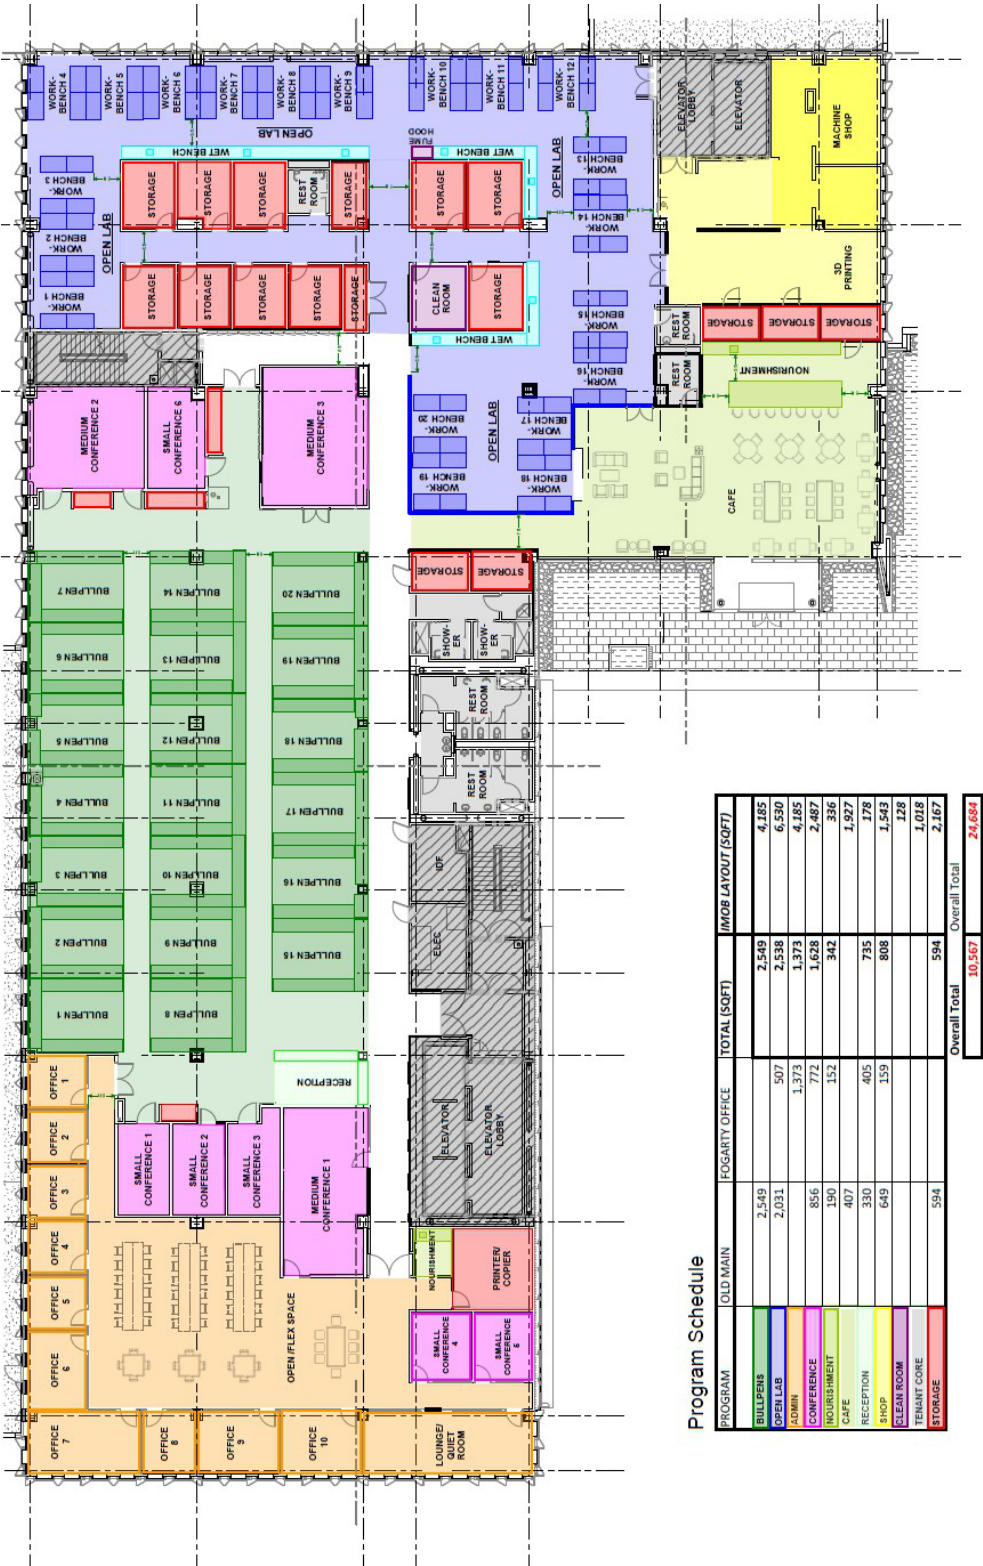 WORK-
BENCH 4
WORK-
BENCH 5
WORK-
BENCH 6
WORK-
BENCH 7
WORK-
BENCH 8
WORK-
BENCH 9
WORK-
BENCH 10
WORK-
BENCH 11
WORK-
BENCH 12
OPEN LAB
FUME
HOOD
ELEVATOR
LOBBY
ELEVATOR
MACHINE
SHOP
WET BENCH
WET BENCH
WORK-
BENCH 3
WORK-
BENCH 2
WORK-
BENCH 1
OPEN LAB
STORAGE
STORAGE
STORAGE
REST
ROOM
STORAGE
STORAGE
STORAGE
OPEN LAB
WORK-
BENCH 13
WORK-
BENCH 14
STORAGE
STORAGE
STORAGE
STORAGE
STORAGE
CLEAN
ROOM
STORAGE
WET BENCH
WORK-
BENCH 15
WORK-
BENCH 16
3D
PRINTING
REST
ROOM
STORAGE
STORAGE
STORAGE
REST
ROOM
NOURISHMENT
MEDIUM
CONFERENCE 2
SMALL
CONFERENCE 6
MEDIUM
CONFERENCE 3
WORK-
BENCH 20
WORK-
BENCH 19
OPEN LAB
WORK-
BENCH 17
WORK-
BENCH 18
CAFE
STORAGE
STORAGE
BULLPEN 7
BULLPEN 14
BULLPEN 20
SHOW-
ER
SHOW-
ER
BULLPEN 6
BULLPEN 13
BULLPEN 19
REST
ROOM
BULLPEN 5
BULLPEN 12
BULLPEN 18
REST
ROOM
BULLPEN 4
BULLPEN 11
BULLPEN 17
BULLPEN 3
BULLPEN 10
BULLPEN 16
IDF
BULLPEN 2
BULLPEN 9
BULLPEN 15
ELEC
BULLPEN 1
BULLPEN 8
RECEPTION
OFFICE
1
OFFICE
2
OFFICE
3
OFFICE
4
OFFICE
5
OFFICE
6
OFFICE
7
OFFICE
8
OFFICE
9
OFFICE
10
SMALL
CONFERENCE 1
SMALL
CONFERENCE 2
SMALL
CONFERENCE 3
MEDIUM
CONFERENCE 1
ELEVATOR
ELEVATOR
LOBBY
NOURISHMENT
PRINTER/
COPIER
OPEN /FLEX SPACE
SMALL
CONFERENCE
4
SMALL
CONFERENCE
5
LOUNGE/
QUIET
ROOM
Program Schedule
PROGRAM OLD MAIN FOGARTY OFFICE TOTAL (SQFT) IMOB LAYOUT (SQFT)
BULLPENS 2,549 2,549 4,185
OPEN LAB 2,031 507 2,538 6,530
ADMIN 1,373 1,373 4,185
CONFERENCE 856 772 1,628 2,487
NOURISHMENT 190 152 342 336
CAFE 407 1,927
RECEPTION 330 405 735 178
SHOP 649 159 808 1,543
CLEAN ROOM 128
TENANT CORE 1,018
STORAGE 594 594 2,167
Overall Total Overall Total
10,567 24,684